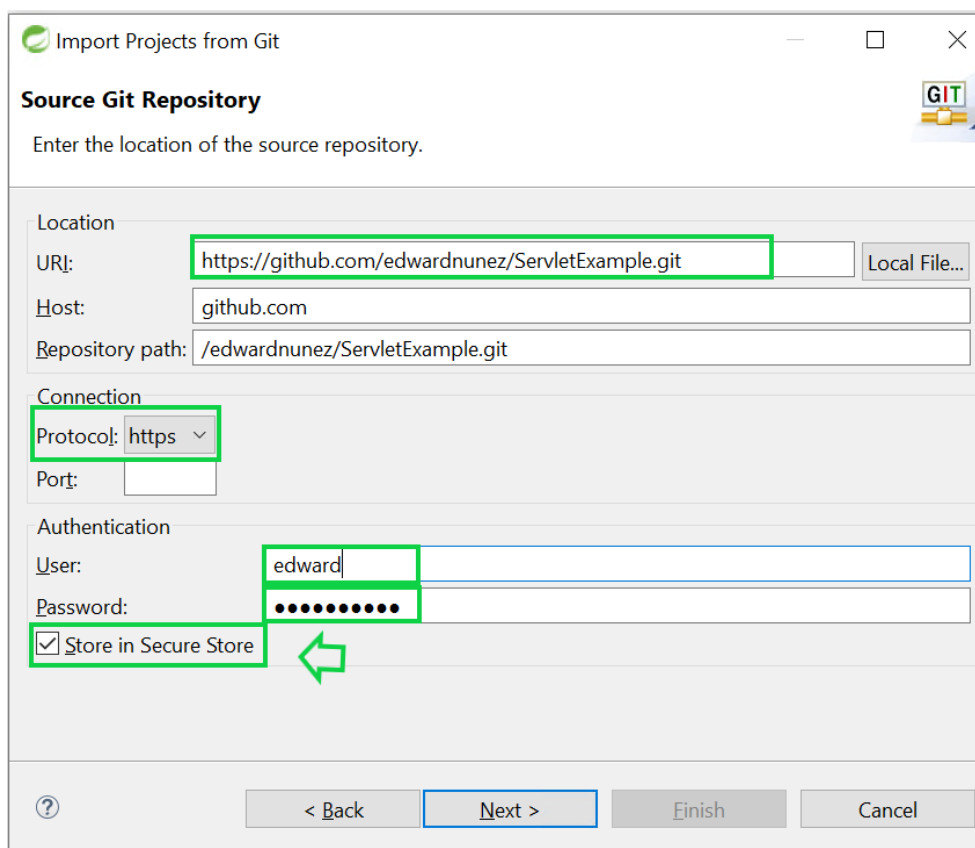 Import Projects from Git
Source Git Repository
GIT
Enter the location of the source repository.
Location
URI: https://github.com/edwardnunez/ServletExample.git Local File...
Host: github.com
Repository path: /edwardnunez/ServletExample.git
Connection
Protocol: https
Port:
Authentication
User: edward
Password: ●●●●●●●●●●
Store in Secure Store
? < Back Next > Finish Cancel